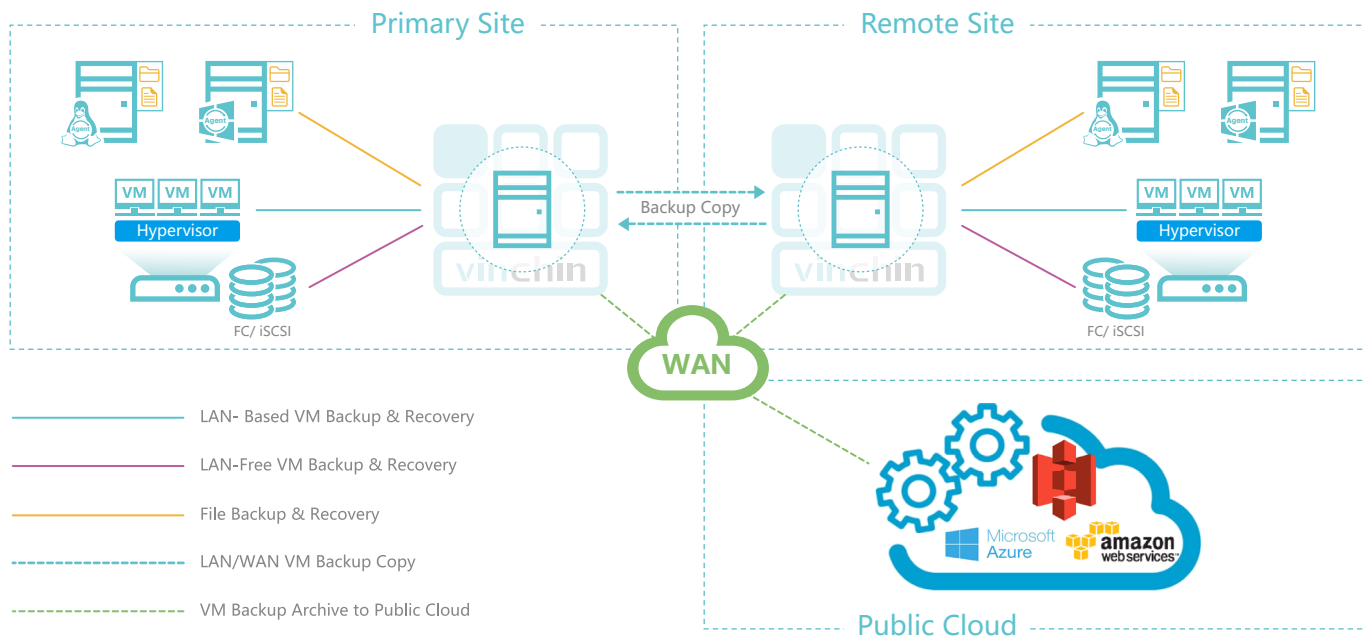 Primary Site
Remote Site
Agent
Agent
Agent
Agent
VM VM VM
Hypervisor
FC/ iSCSI
vinchin
Backup Copy
vinchin
VM VM VM
Hypervisor
FC/ iSCSI
WAN
LAN- Based VM Backup & Recovery
LAN-Free VM Backup & Recovery
File Backup & Recovery
LAN/WAN VM Backup Copy
VM Backup Archive to Public Cloud
Microsoft
Azure
amazon
web services™
Public Cloud